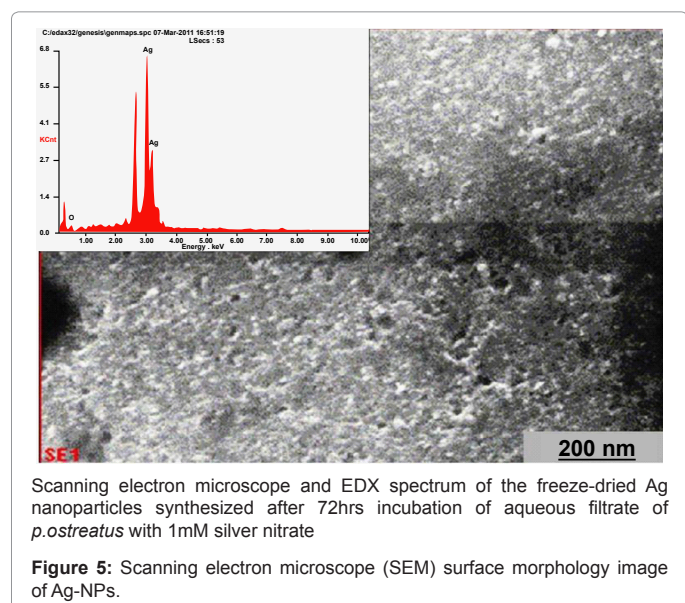 C:/edax32/genesis\genmaps.spc 07-Mar-2011 16:51:19
LSecs : 53
6.8
5.5
4.1
KCnt
2.7
1.4
0.0
Ag
Ag
O
1.00 2.00 3.00 4.00 5.00 6.00 7.00 8.00 9.00 10.00
Energy . keV
SE1
200 nm
Scanning electron microscope and EDX spectrum of the freeze-dried Ag
nanoparticles synthesized after 72hrs incubation of aqueous filtrate of
p.ostreatus with 1mM silver nitrate
Figure 5: Scanning electron microscope (SEM) surface morphology image
of Ag-NPs.